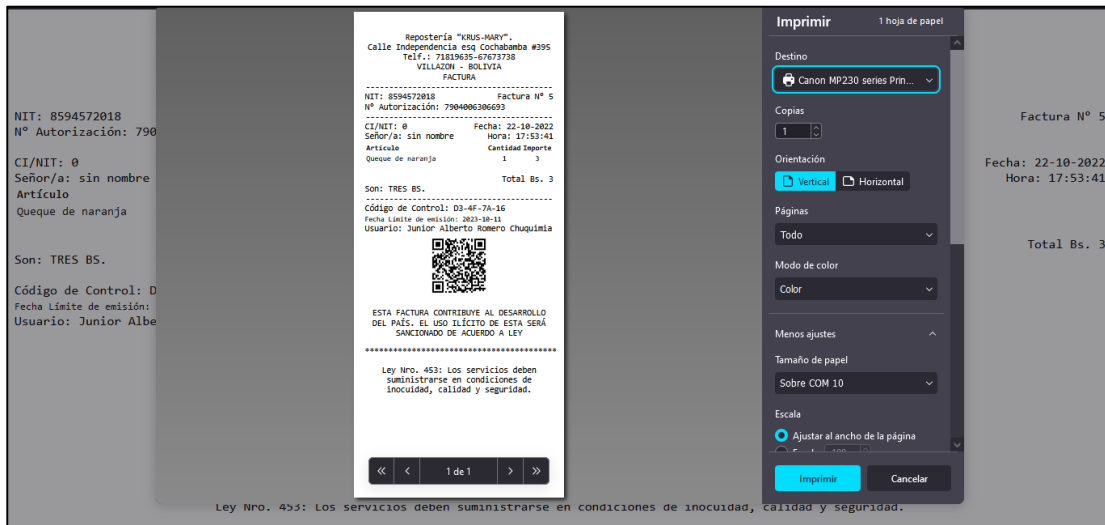 NIT: 8594572018
Nº Autorización: 790
CI/NIT: 0
Señor/a: sin nombre
Artículo
Queque de naranja
Son: TRES BS.
Código de Control: D
Fecha Límite de emisión:
Usuario: Junior Albe
Repostería "KRUS-MARY".
Calle Independencia esq Cochabamba #395
Telf.: 71819635-67673738
VILLAZON - BOLIVIA
FACTURA
NIT: 8594572018 Factura Nº 5
Nº Autorización: 7904006306693
CI/NIT: 0 Fecha: 22-10-2022
Señor/a: sin nombre Hora: 17:53:41
Artículo Cantidad Importe
Queque de naranja 1 3
Total Bs. 3
Son: TRES BS.
Código de Control: D3-4F-7A-16
Fecha Límite de emisión: 2023-10-11
Usuario: Junior Alberto Romero Chuquimia
ESTA FACTURA CONTRIBUYE AL DESARROLLO
DEL PAÍS. EL USO ILÍCITO DE ESTA SERÁ
SANCIONADO DE ACUERDO A LEY
*****************************************
Ley Nro. 453: Los servicios deben
suministrarse en condiciones de
inocuidad, calidad y seguridad.
1 de 1
Imprimir 1 hoja de papel
Destino
Canon MP230 series Prin...
Copias
1
Orientación
Vertical Horizontal
Páginas
Todo
Modo de color
Color
Menos ajustes
Tamaño de papel
Sobre COM 10
Escala
Ajustar al ancho de la página
Imprimir Cancelar
Factura Nº 5
Fecha: 22-10-2022
Hora: 17:53:41
Total Bs. 3
Ley Nro. 453: Los servicios deben suministrarse en condiciones de inocuidad, calidad y seguridad.